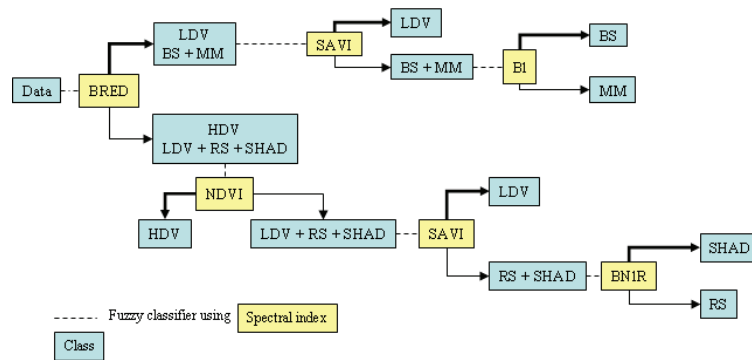 LDV
BS + MM
SAVI
LDV
BS + MM
B1
BS
MM
Data
BRED
HDV
LDV + RS + SHAD
NDVI
HDV
LDV + RS + SHAD
SAVI
LDV
RS + SHAD
BN1R
SHAD
RS
Fuzzy classifier using
Spectral index
Class